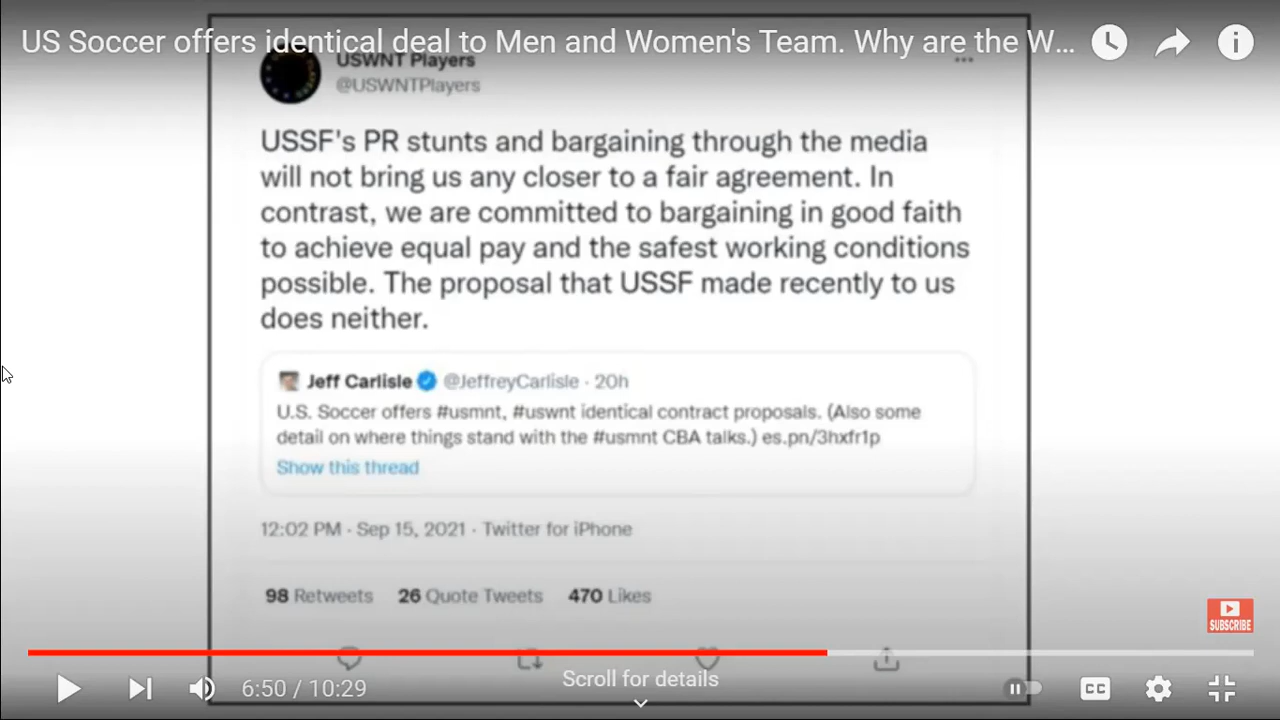 US Soccer offers identical deal to Men and Women's Team. Why are the W...
USWNT Players
@USWNTPlayers
USSF's PR stunts and bargaining through the media
will not bring us any closer to a fair agreement. In
contrast, we are committed to bargaining in good faith
to achieve equal pay and the safest working conditions
possible. The proposal that USSF made recently to us
does neither.
Jeff Carlisle @JeffreyCarlisle · 20h
U.S. Soccer offers #usmnt, #uswnt identical contract proposals. (Also some
detail on where things stand with the #usmnt CBA talks.) es.pn/3hxfr1p
Show this thread
12:02 PM · Sep 15, 2021 · Twitter for iPhone
98 Retweets 26 Quote Tweets 470 Likes
SUBSCRIBE
6:50 / 10:29
Scroll for details
CC